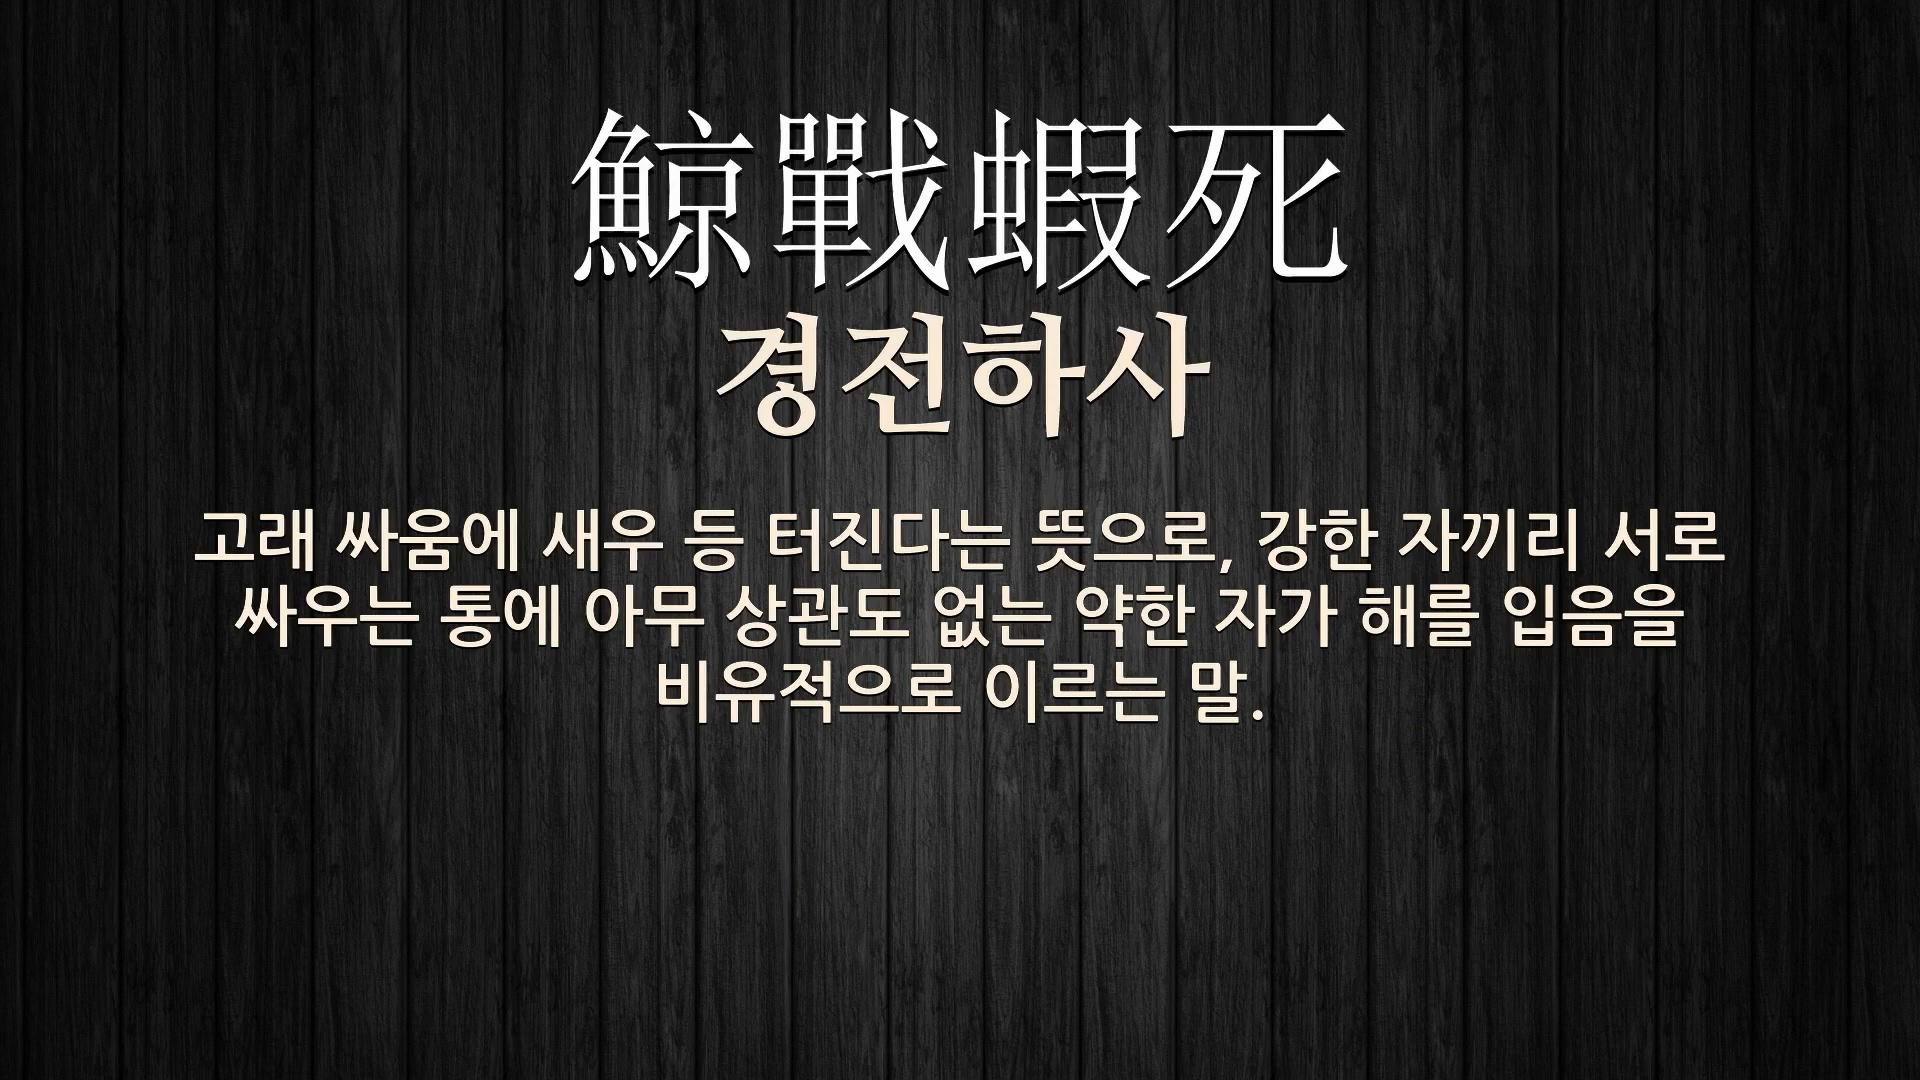 鯨戰蝦死
경전하사
고래 싸움에 새우 등 터진다는 뜻으로, 강한 자끼리 서로
싸우는 통에 아무 상관도 없는 약한 자가 해를 입음을
비유적으로 이르는 말.